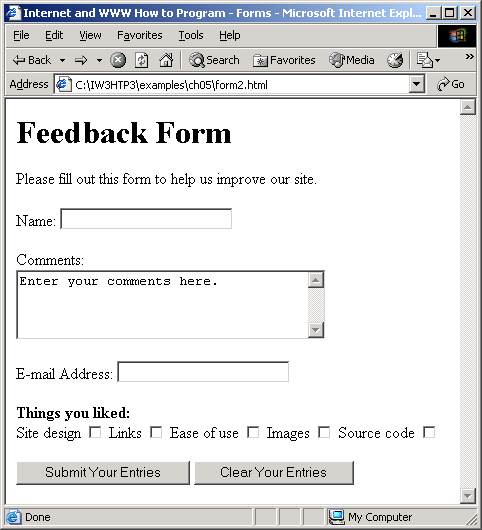 Internet and WWW How to Program - Forms - Microsoft Internet Expl...
File Edit View Favorites Tools Help
Back Search Favorites Media »
Address C:\IW3HTP3\examples\ch05\form2.html Go
Feedback Form
Please fill out this form to help us improve our site.
Name:
Comments:
Enter your comments here.
E-mail Address:
Things you liked:
Site design Links Ease of use Images Source code
Submit Your Entries Clear Your Entries
Done My Computer